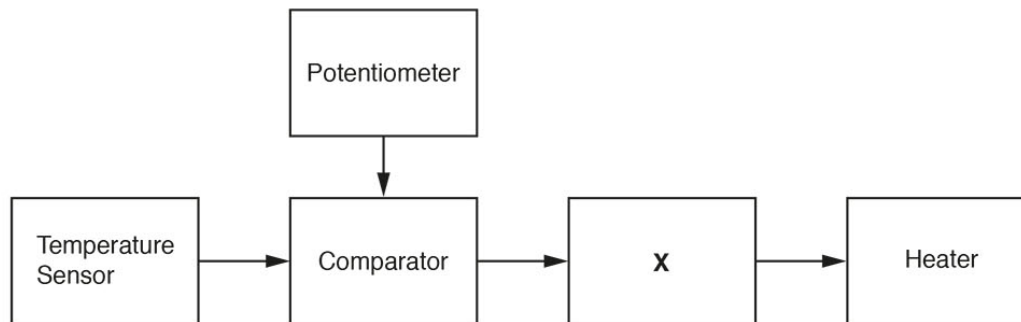 Potentiometer
Temperature
Sensor
Comparator
X
Heater